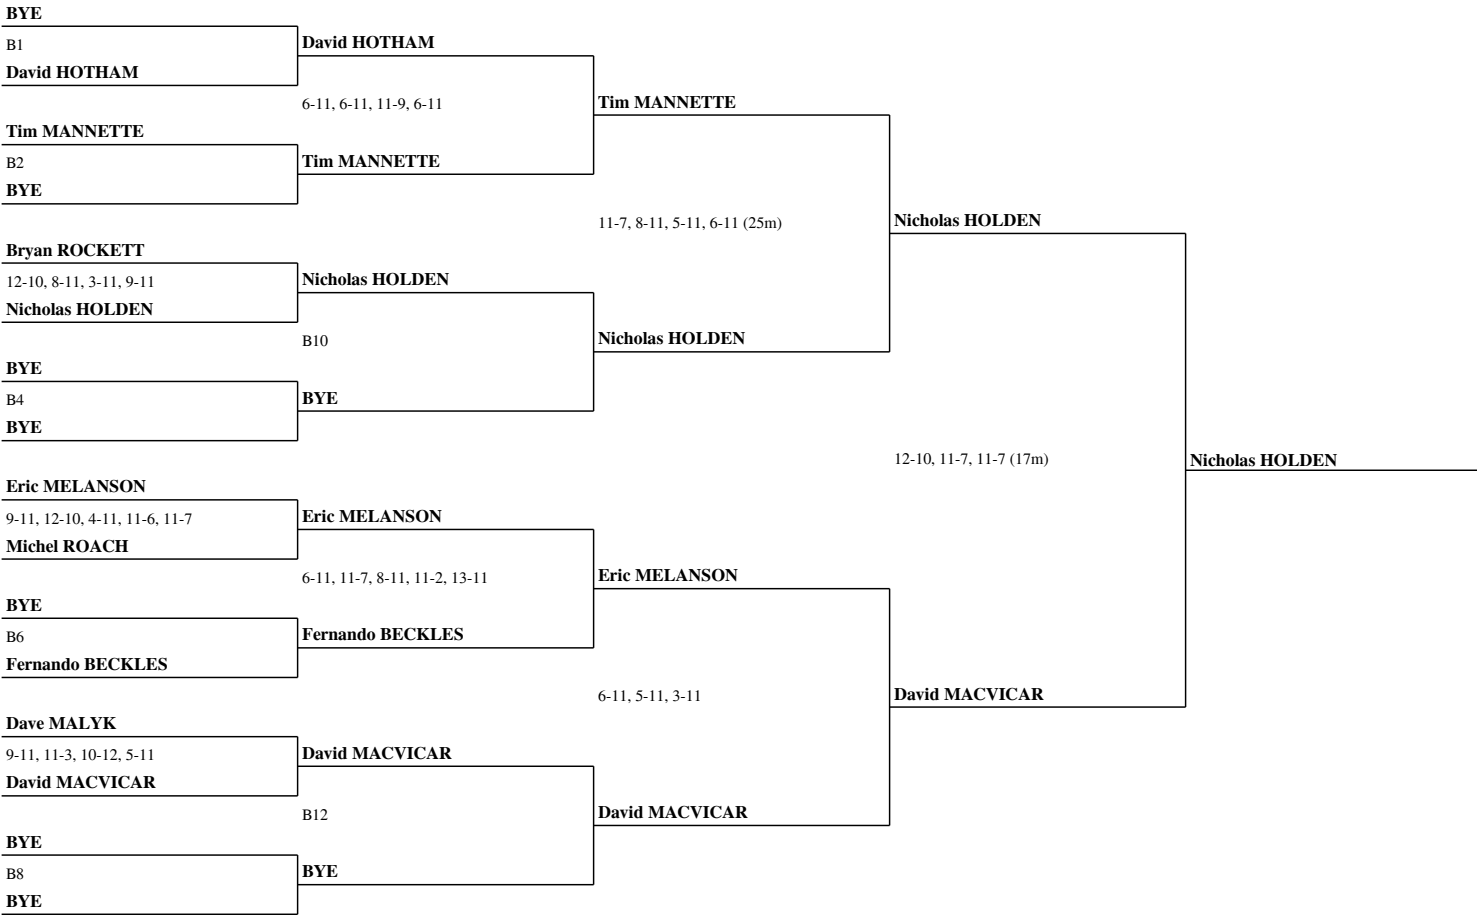 BYE
B1
David HOTHAM
David HOTHAM
6-11, 6-11, 11-9, 6-11
Tim MANNETTE
Tim MANNETTE
B2
Tim MANNETTE
BYE
11-7, 8-11, 5-11, 6-11 (25m)
Nicholas HOLDEN
Bryan ROCKETT
12-10, 8-11, 3-11, 9-11
Nicholas HOLDEN
Nicholas HOLDEN
B10
Nicholas HOLDEN
BYE
B4
BYE
BYE
12-10, 11-7, 11-7 (17m)
Nicholas HOLDEN
Eric MELANSON
9-11, 12-10, 4-11, 11-6, 11-7
Eric MELANSON
Michel ROACH
6-11, 11-7, 8-11, 11-2, 13-11
Eric MELANSON
BYE
B6
Fernando BECKLES
Fernando BECKLES
6-11, 5-11, 3-11
David MACVICAR
Dave MALYK
9-11, 11-3, 10-12, 5-11
David MACVICAR
David MACVICAR
B12
David MACVICAR
BYE
B8
BYE
BYE